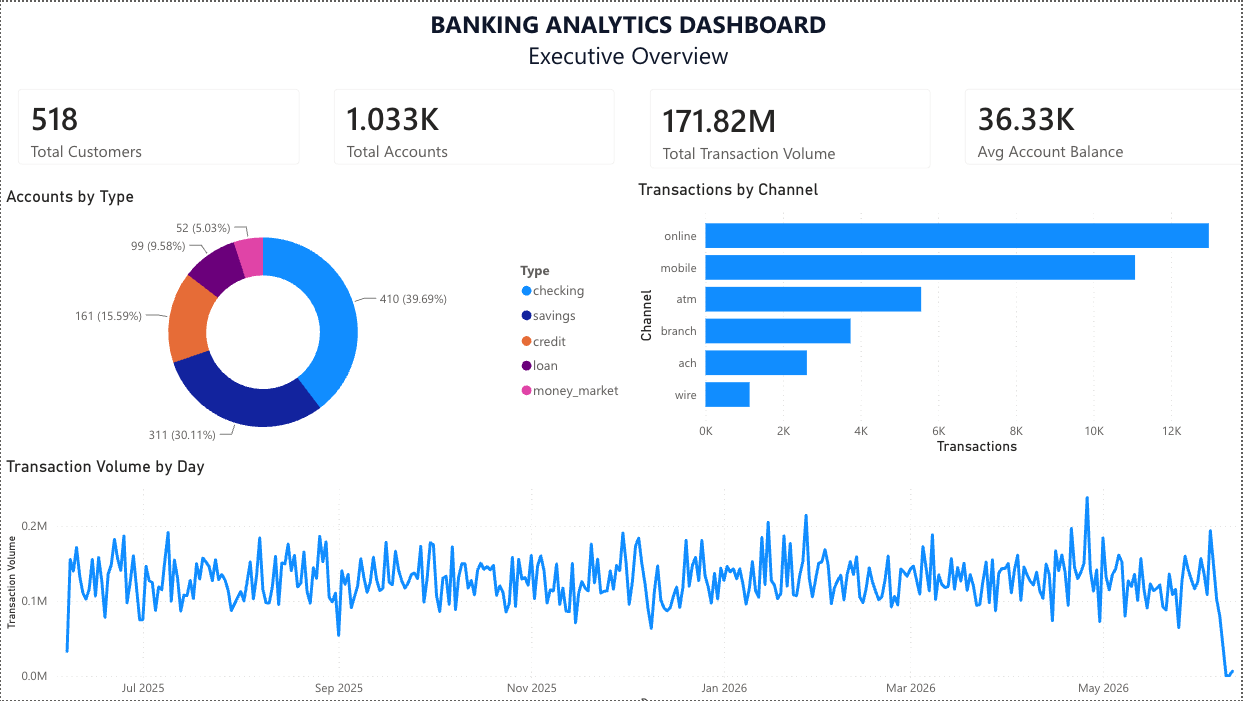 BANKING ANALYTICS DASHBOARD
Executive Overview
518
Total Customers
1.033K
Total Accounts
171.82M
Total Transaction Volume
36.33K
Avg Account Balance
Accounts by Type
52 (5.03%)
99 (9.58%)
161 (15.59%)
311 (30.11%)
410 (39.69%)
Type
checking
savings
credit
loan
money_market
Transactions by Channel
Channel
online
mobile
atm
branch
ach
wire
0K 2K 4K 6K 8K 10K 12K
Transactions
Transaction Volume by Day
Transaction Volume
0.2M
0.1M
0.0M
Jul 2025 Sep 2025 Nov 2025 Jan 2026 Mar 2026 May 2026